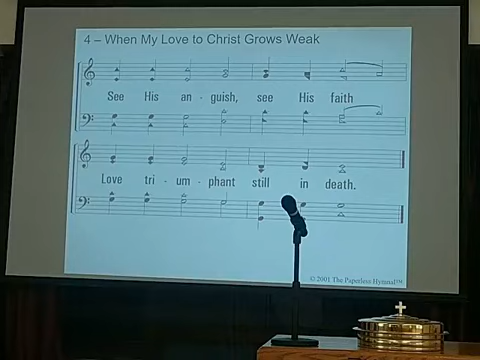 4 – When My Love to Christ Grows Weak
See His an - guish, see His faith
Love tri - um - phant still in death.
© 2001 The Paperless Hymnal™